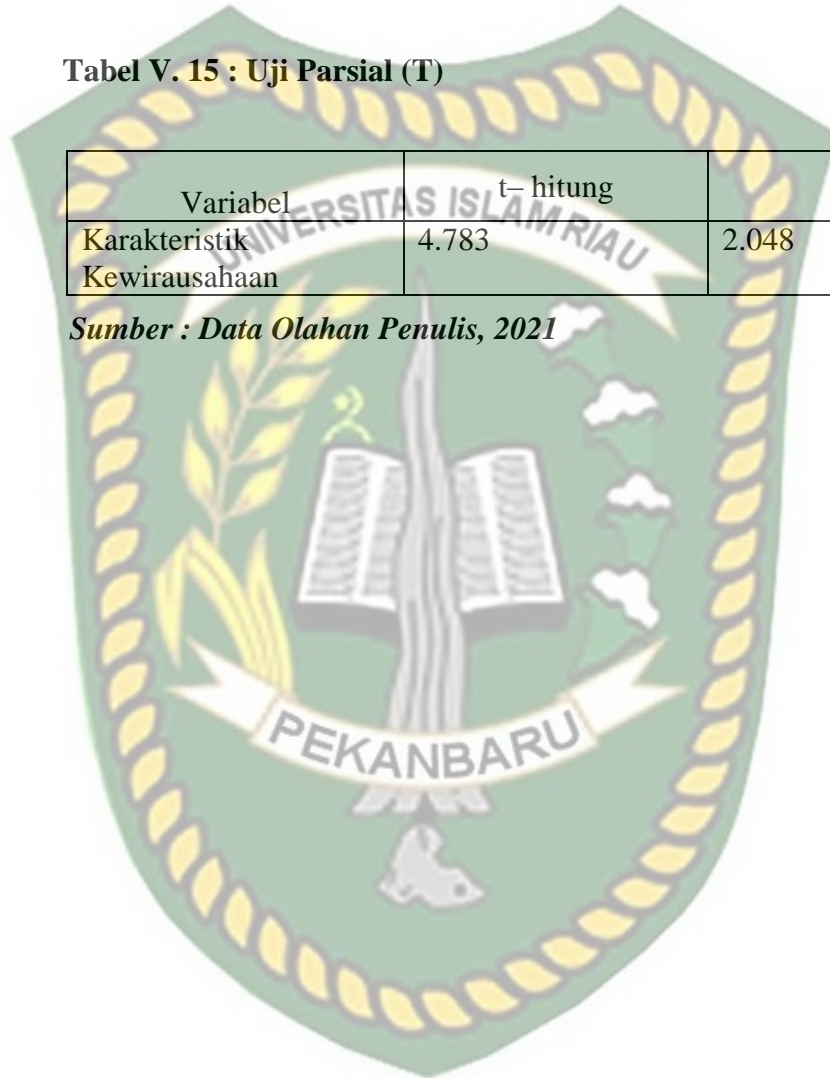 Tabel V. 15 : Uji Parsial (T)
Variabel t– hitung
Karakteristik 4.783 2.048
Kewirausahaan
Sumber : Data Olahan Penulis, 2021
UNIVERSITAS ISLAM RIAU
PEKANBARU